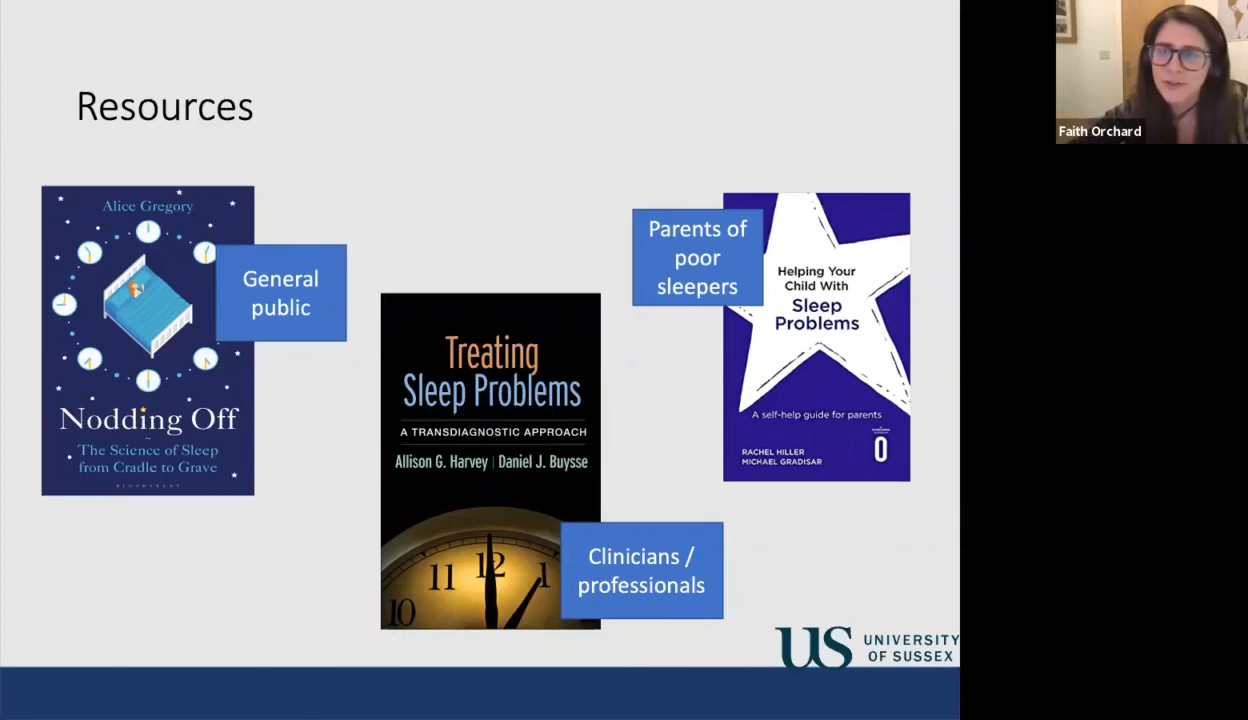 Resources
Alice Gregory
Nodding Off
The Science of Sleep
from Cradle to Grave
BLOOMSBURY
General
public
Treating
Sleep Problems
A TRANSDIAGNOSTIC APPROACH
Allison G. Harvey | Daniel J. Buysse
10
11
12
1
Clinicians /
professionals
Parents of
poor
sleepers
Helping Your
Child With
Sleep
Problems
A self-help guide for parents
RACHEL HILLER
MICHAEL GRADISAR
US UNIVERSITY
OF SUSSEX
Faith Orchard